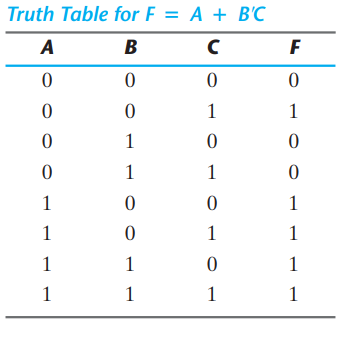 Truth Table for F = A + B'C
A B C F
0 0 0 0
0 0 1 1
0 1 0 0
0 1 1 0
1 0 0 1
1 0 1 1
1 1 0 1
1 1 1 1